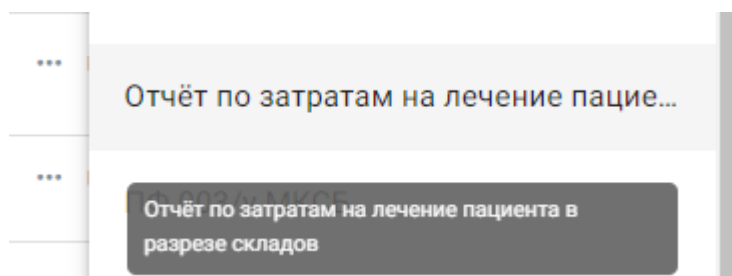 Отчёт по затратам на лечение пацие...
Отчёт по затратам на лечение пациента в
разрезе складов